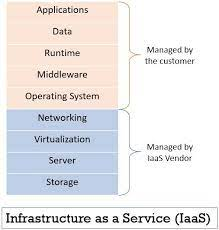 Applications
Data
Runtime
Middleware
Operating System
Networking
Virtualization
Server
Storage
Managed by
the customer
Managed by
IaaS Vendor
Infrastructure as a Service (IaaS)